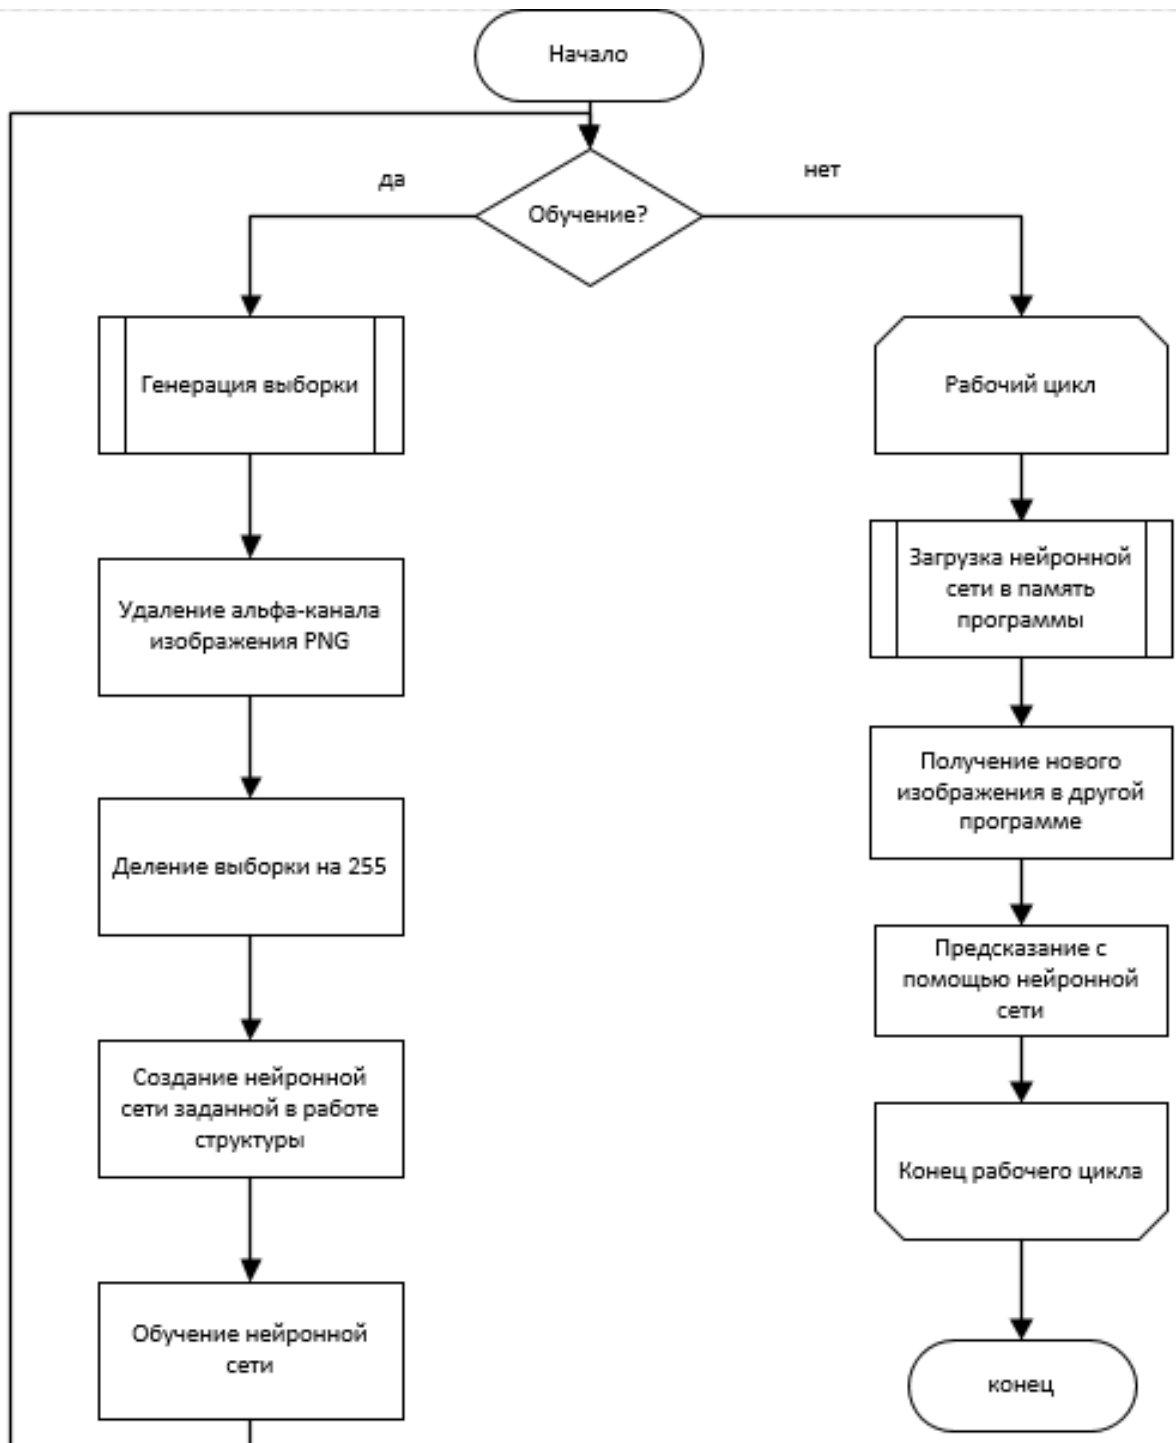 Начало
да
нет
Обучение?
Генерация выборки
Удаление альфа-канала
изображения PNG
Деление выборки на 255
Создание нейронной
сети заданной в работе
структуры
Обучение нейронной
сети
Рабочий цикл
Загрузка нейронной
сети в память
программы
Получение нового
изображения в другой
программе
Предсказание с
помощью нейронной
сети
Конец рабочего цикла
конец